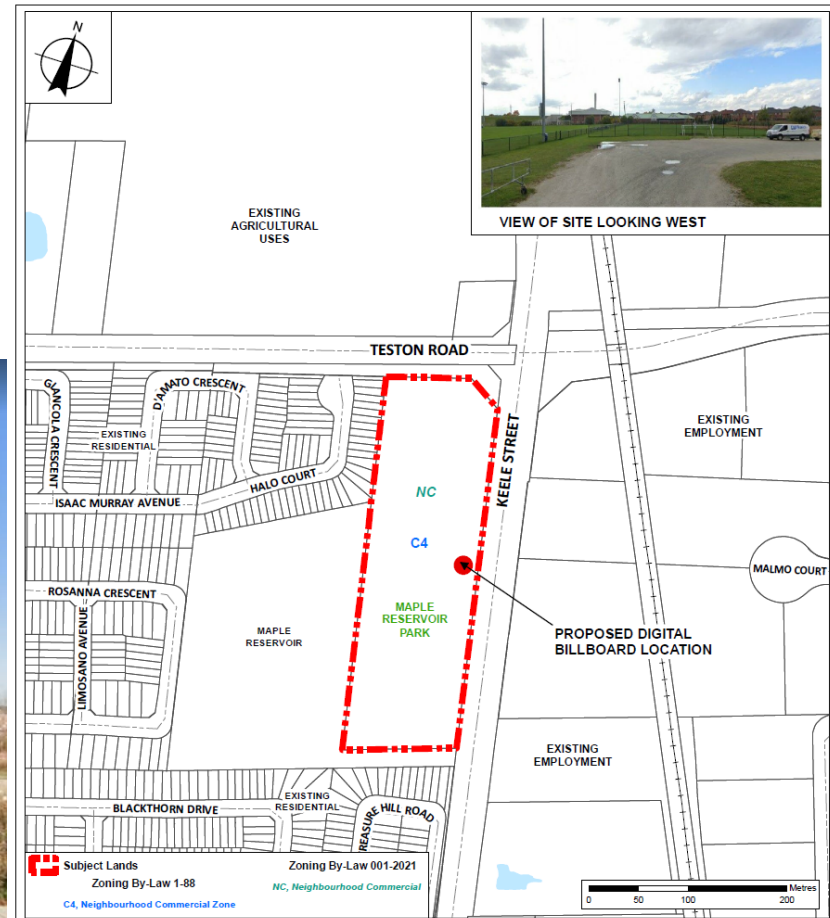 N
VIEW OF SITE LOOKING WEST
EXISTING
AGRICULTURAL
USES
TESTON ROAD
GIANCOLA CRESCENT
D'AMATO CRESCENT
EXISTING
RESIDENTIAL
HALO COURT
ISAAC MURRAY AVENUE
KEELE STREET
EXISTING
EMPLOYMENT
NC
C4
MALMO COURT
ROSANNA CRESCENT
LIMOSANO AVENUE
MAPLE
RESERVOIR
MAPLE
RESERVOIR
PARK
PROPOSED DIGITAL
BILLBOARD LOCATION
EXISTING
EMPLOYMENT
BLACKTHORN DRIVE
EXISTING
RESIDENTIAL
REASURE HILL ROAD
Subject Lands
Zoning By-Law 1-88
C4, Neighbourhood Commercial Zone
Zoning By-Law 001-2021
NC, Neighbourhood Commercial
Metres
0 50 100 200